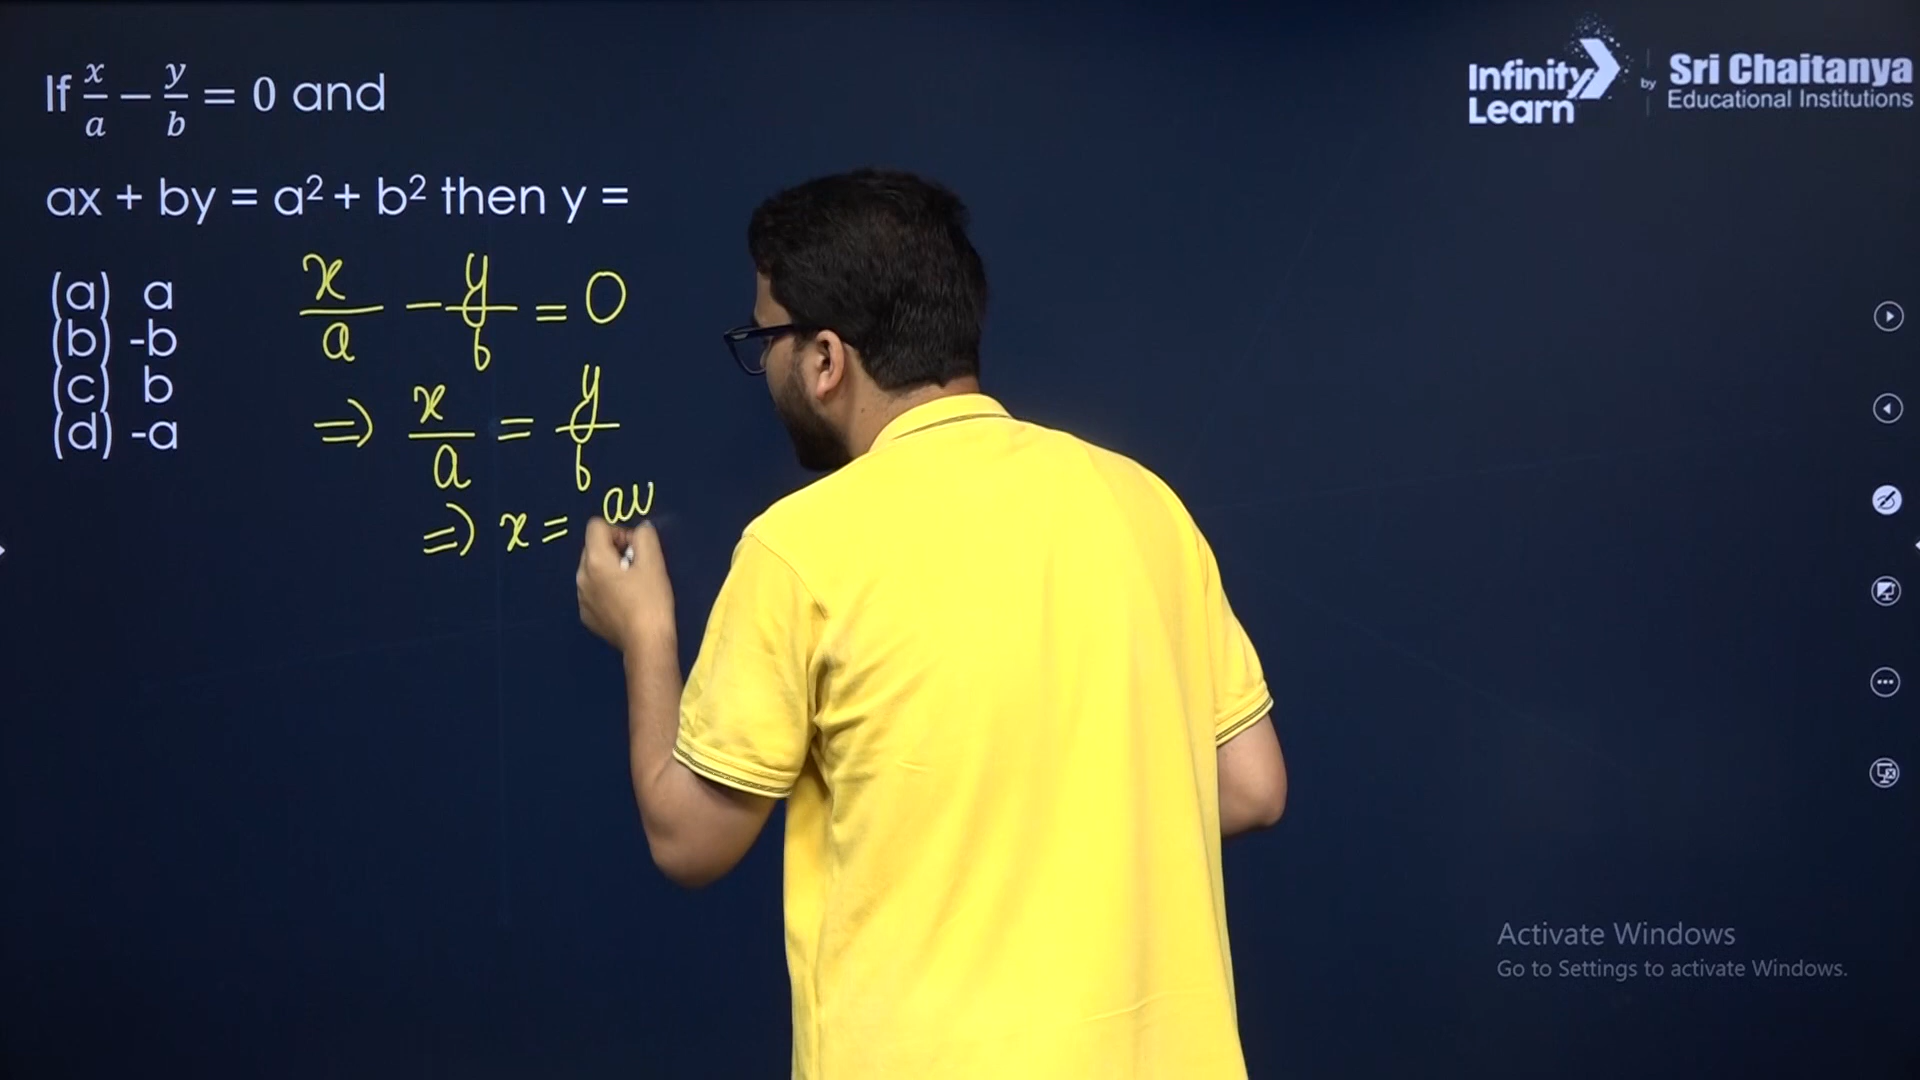 If x/a − y/b = 0 and
ax + by = a² + b² then y =
(a) a
(b) -b
(c) b
(d) -a
x/a − y/b = 0
⇒ x/a = y/b
⇒ x = ay
Infinity Learn by Sri Chaitanya Educational Institutions
Activate Windows
Go to Settings to activate Windows.